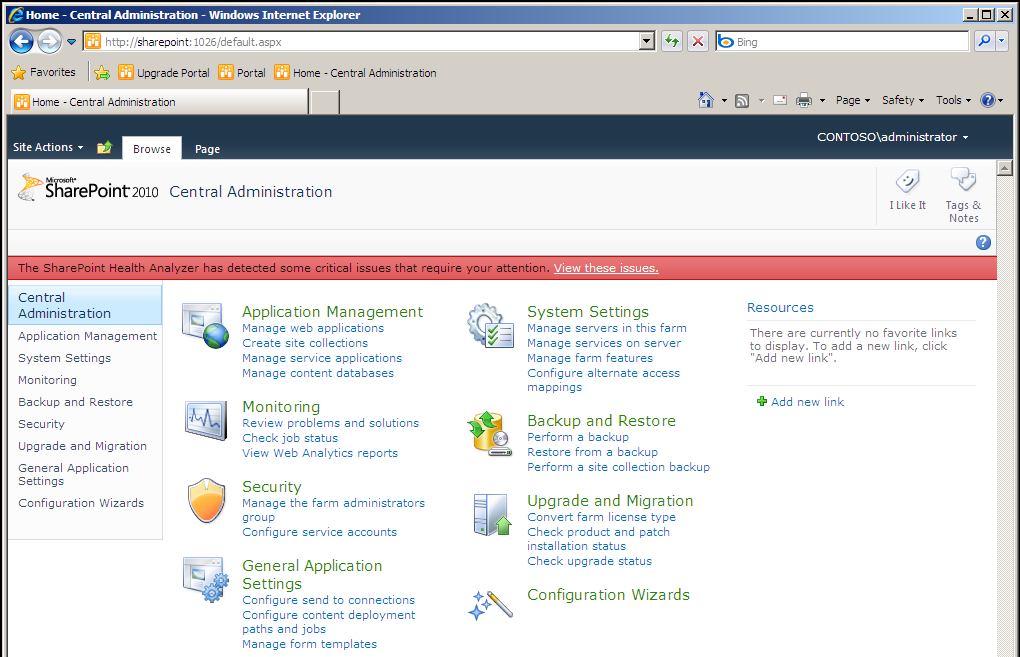 Home - Central Administration - Windows Internet Explorer
http://sharepoint:1026/default.aspx
Bing
Favorites
Upgrade Portal
Portal
Home - Central Administration
Home - Central Administration
Page
Safety
Tools
Site Actions
Browse
Page
CONTOSO\administrator
Microsoft®
SharePoint® 2010
Central Administration
I Like It
Tags &
Notes
The SharePoint Health Analyzer has detected some critical issues that require your attention. View these issues.
Central
Administration
Application Management
System Settings
Monitoring
Backup and Restore
Security
Upgrade and Migration
General Application
Settings
Configuration Wizards
Application Management
Manage web applications
Create site collections
Manage service applications
Manage content databases
Monitoring
Review problems and solutions
Check job status
View Web Analytics reports
Security
Manage the farm administrators
group
Configure service accounts
General Application
Settings
Configure send to connections
Configure content deployment
paths and jobs
Manage form templates
System Settings
Manage servers in this farm
Manage services on server
Manage farm features
Configure alternate access
mappings
Backup and Restore
Perform a backup
Restore from a backup
Perform a site collection backup
Upgrade and Migration
Convert farm license type
Check product and patch
installation status
Check upgrade status
Configuration Wizards
Resources
There are currently no favorite links
to display. To add a new link, click
"Add new link".
Add new link